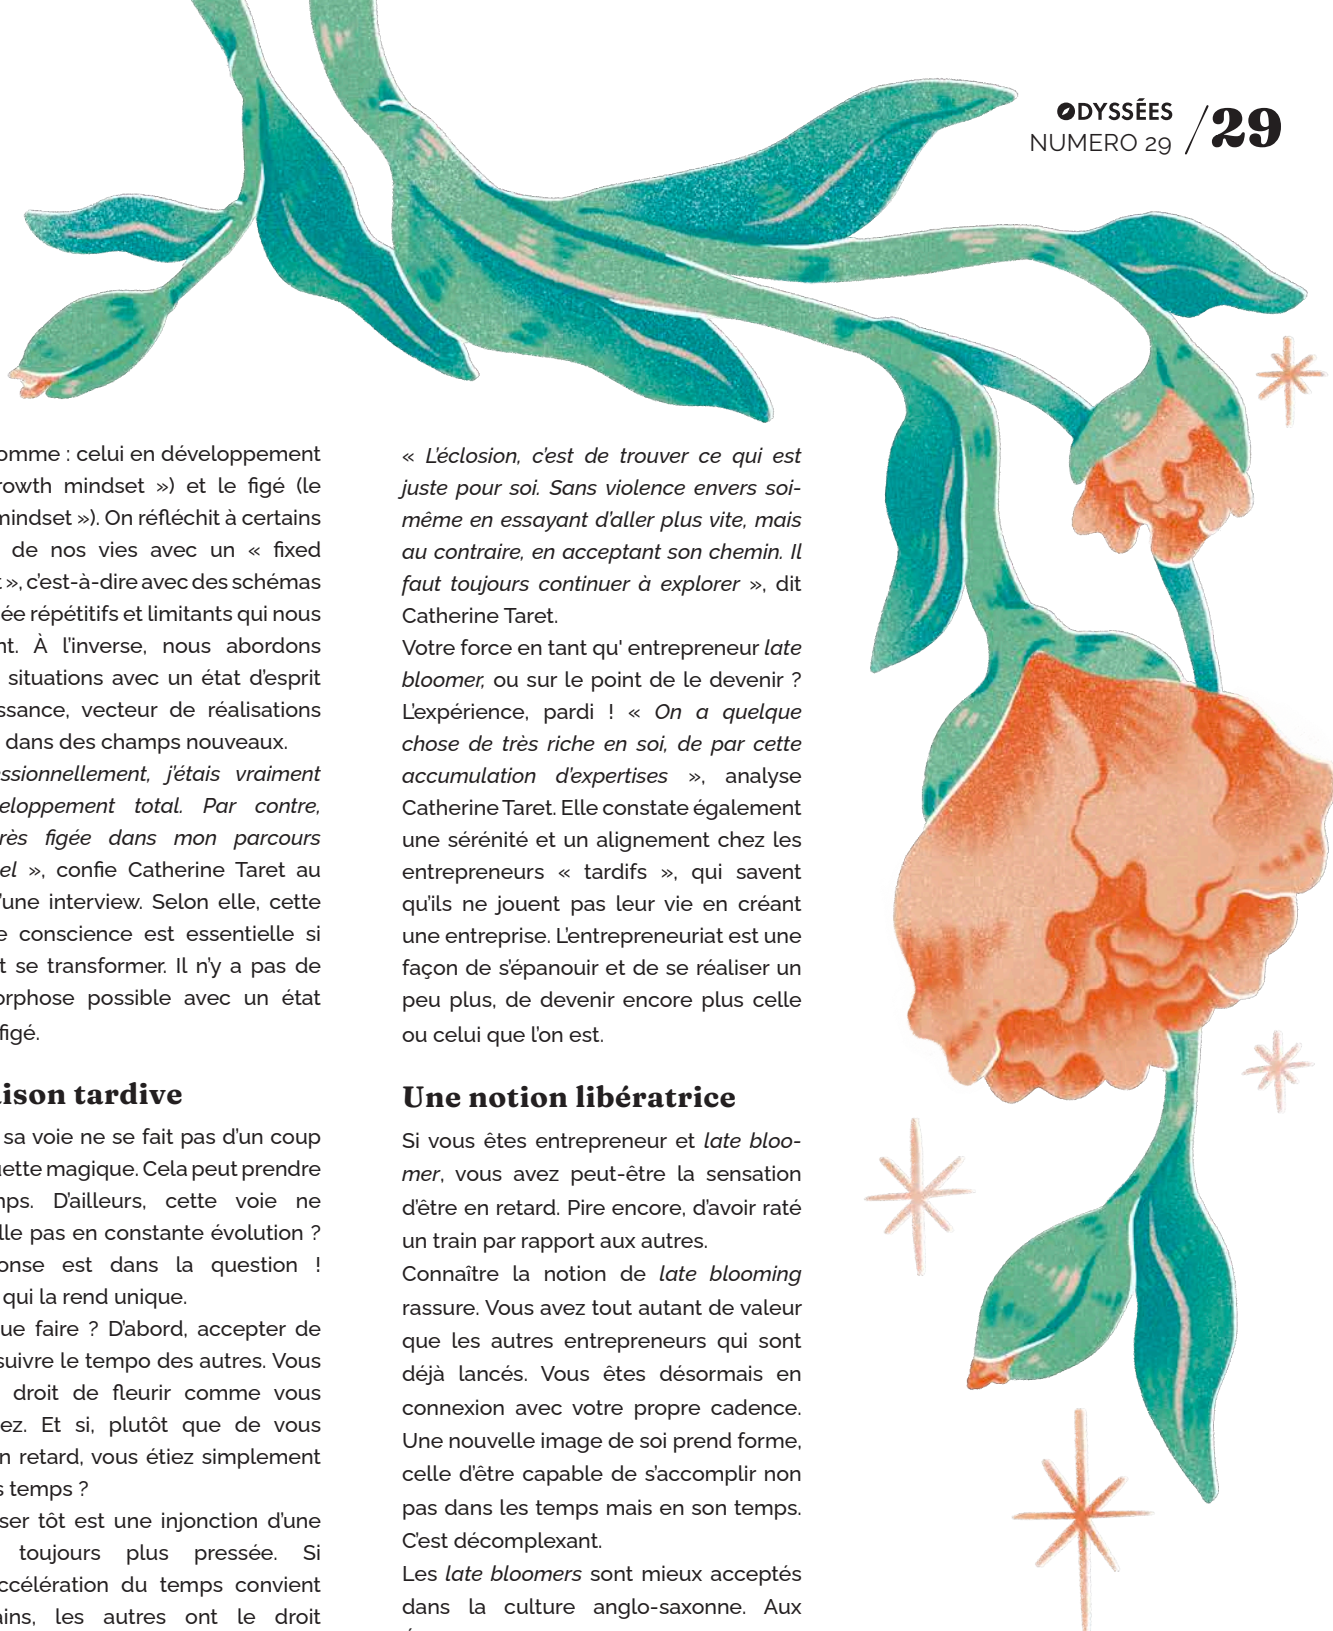 ODYSSÉES
NUMERO 29 /29
omme : celui en développement
rowth mindset ») et le figé (le
mindset »). On réfléchit à certains
de nos vies avec un « fixed
t », c'est-à-dire avec des schémas
ée répétitifs et limitants qui nous
nt. À l'inverse, nous abordons
situations avec un état d'esprit
ssance, vecteur de réalisations
dans des champs nouveaux.
ssionnellement, j'étais vraiment
eloppement total. Par contre,
rès figée dans mon parcours
el », confie Catherine Taret au
'une interview. Selon elle, cette
e conscience est essentielle si
t se transformer. Il n'y a pas de
orphose possible avec un état
figé.
ison tardive
sa voie ne se fait pas d'un coup
uette magique. Cela peut prendre
mps. D'ailleurs, cette voie ne
lle pas en constante évolution ?
onse est dans la question !
qui la rend unique.
ue faire ? D'abord, accepter de
suivre le tempo des autres. Vous
droit de fleurir comme vous
ez. Et si, plutôt que de vous
n retard, vous étiez simplement
s temps ?
ser tôt est une injonction d'une
toujours plus pressée. Si
ccélération du temps convient
ains, les autres ont le droit
« L'éclosion, c'est de trouver ce qui est
juste pour soi. Sans violence envers soi-
même en essayant d'aller plus vite, mais
au contraire, en acceptant son chemin. Il
faut toujours continuer à explorer », dit
Catherine Taret.
Votre force en tant qu' entrepreneur late
bloomer, ou sur le point de le devenir ?
L'expérience, pardi ! « On a quelque
chose de très riche en soi, de par cette
accumulation d'expertises », analyse
Catherine Taret. Elle constate également
une sérénité et un alignement chez les
entrepreneurs « tardifs », qui savent
qu'ils ne jouent pas leur vie en créant
une entreprise. L'entrepreneuriat est une
façon de s'épanouir et de se réaliser un
peu plus, de devenir encore plus celle
ou celui que l'on est.
Une notion libératrice
Si vous êtes entrepreneur et late bloo-
mer, vous avez peut-être la sensation
d'être en retard. Pire encore, d'avoir raté
un train par rapport aux autres.
Connaître la notion de late blooming
rassure. Vous avez tout autant de valeur
que les autres entrepreneurs qui sont
déjà lancés. Vous êtes désormais en
connexion avec votre propre cadence.
Une nouvelle image de soi prend forme,
celle d'être capable de s'accomplir non
pas dans les temps mais en son temps.
C'est décomplexant.
Les late bloomers sont mieux acceptés
dans la culture anglo-saxonne. Aux